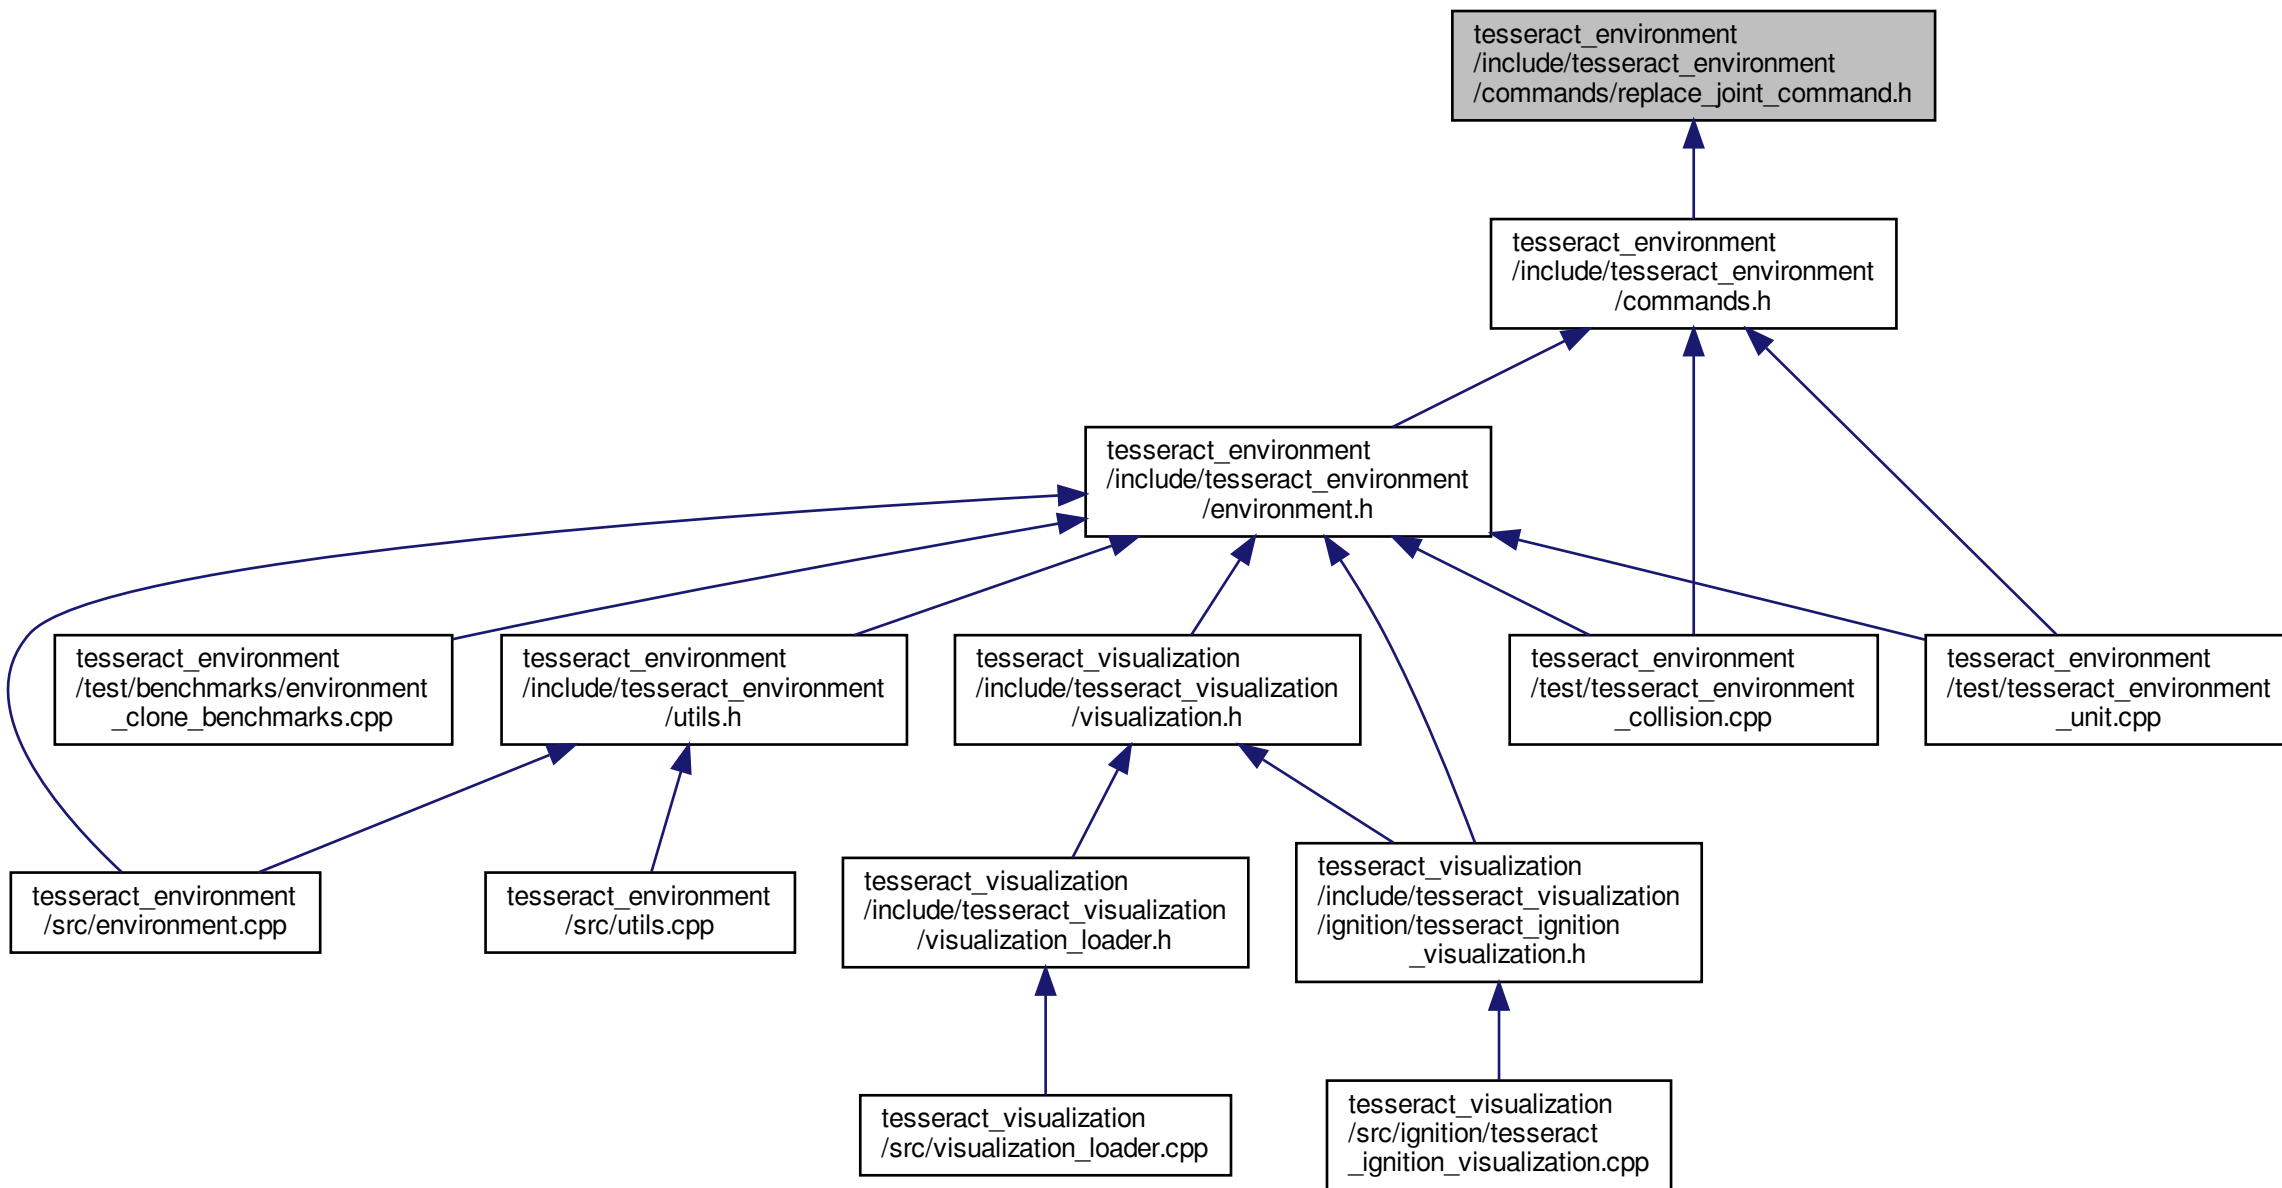 tesseract_environment
/include/tesseract_environment
/commands/replace_joint_command.h
tesseract_environment
/include/tesseract_environment
/commands.h
tesseract_environment
/include/tesseract_environment
/environment.h
tesseract_environment
/test/benchmarks/environment
_clone_benchmarks.cpp
tesseract_environment
/include/tesseract_environment
/utils.h
tesseract_visualization
/include/tesseract_visualization
/visualization.h
tesseract_environment
/test/tesseract_environment
_collision.cpp
tesseract_environment
/test/tesseract_environment
_unit.cpp
tesseract_environment
/src/environment.cpp
tesseract_environment
/src/utils.cpp
tesseract_visualization
/include/tesseract_visualization
/visualization_loader.h
tesseract_visualization
/include/tesseract_visualization
/ignition/tesseract_ignition
_visualization.h
tesseract_visualization
/src/visualization_loader.cpp
tesseract_visualization
/src/ignition/tesseract
_ignition_visualization.cpp